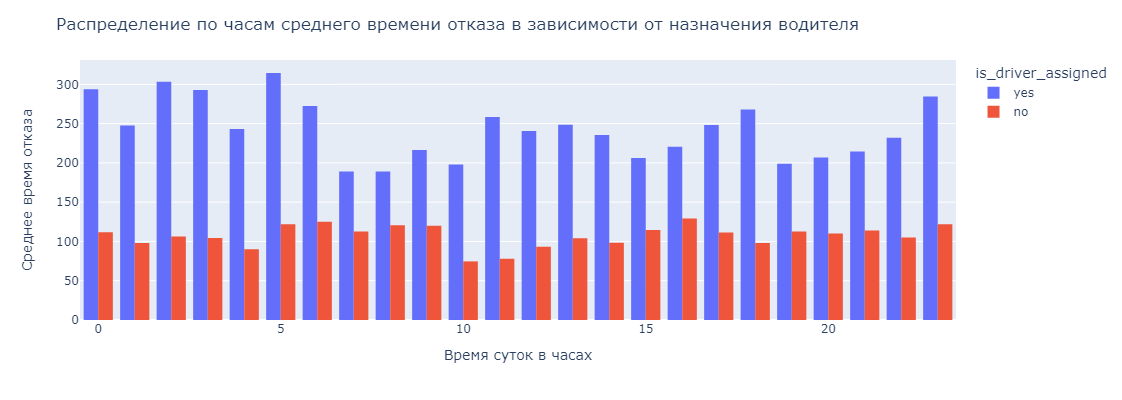 Распределение по часам среднего времени отказа в зависимости от назначения водителя
is_driver_assigned
yes
no
Среднее время отказа
300
250
200
150
100
50
0
0
5
10
15
20
Время суток в часах